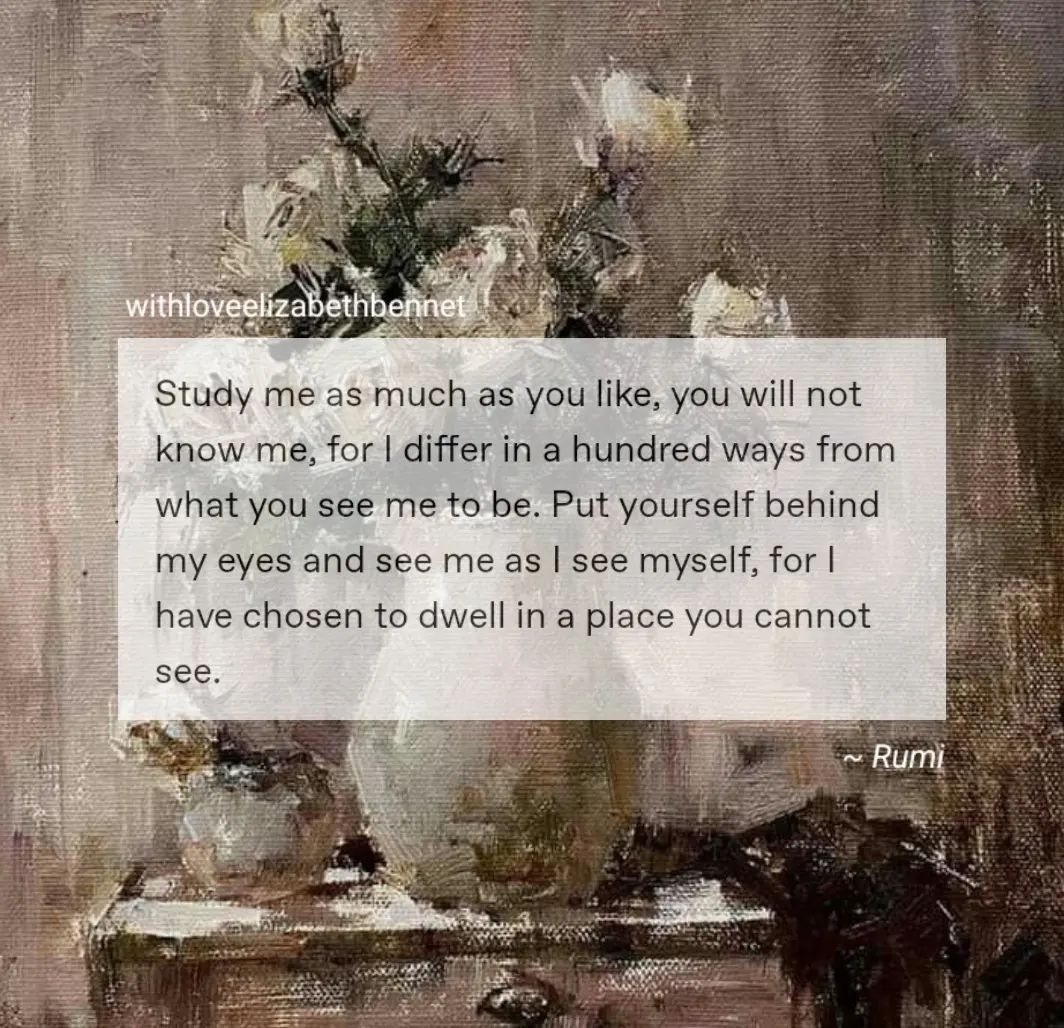 withloveelizabethbennet
Study me as much as you like, you will not
know me, for I differ in a hundred ways from
what you see me to be. Put yourself behind
my eyes and see me as I see myself, for I
have chosen to dwell in a place you cannot
see.
~ Rumi